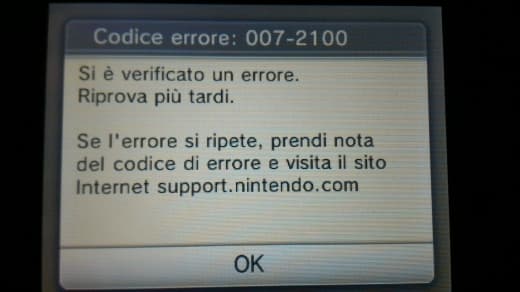 Codice errore: 007-2100
Si è verificato un errore.
Riprova più tardi.
Se l'errore si ripete, prendi nota
del codice di errore e visita il sito
Internet support.nintendo.com
OK